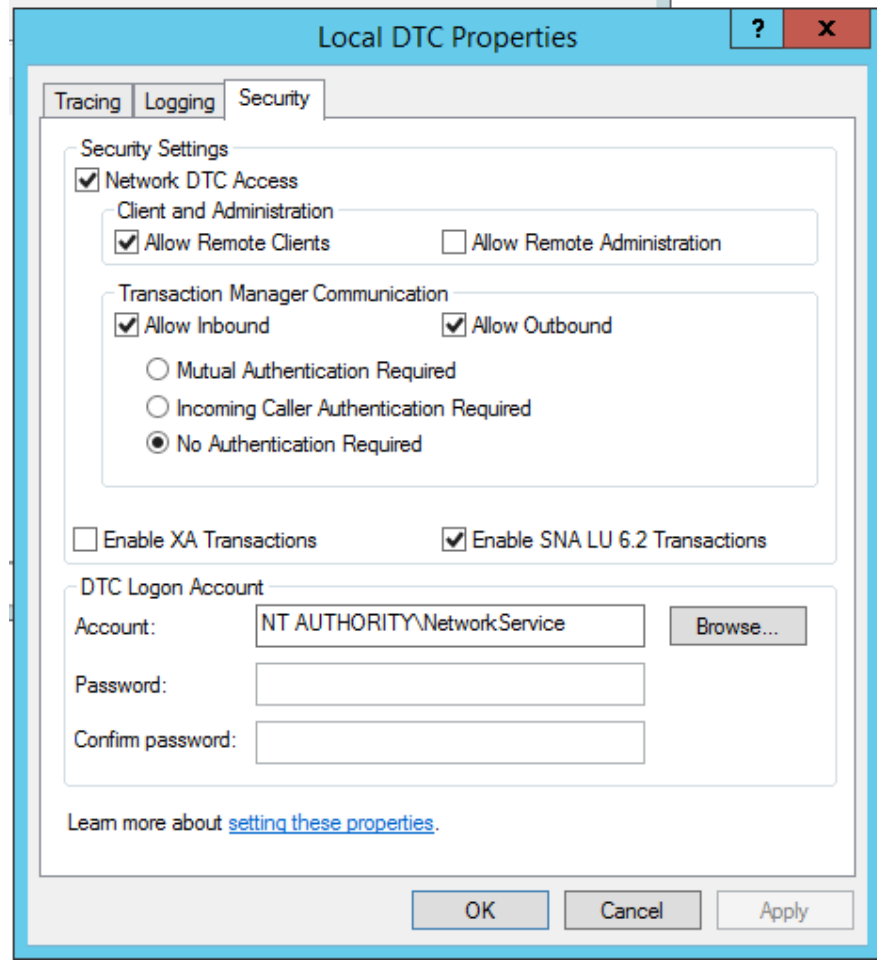 Local DTC Properties
?
x
Tracing
Logging
Security
Security Settings
Network DTC Access
Client and Administration
Allow Remote Clients
Allow Remote Administration
Transaction Manager Communication
Allow Inbound
Allow Outbound
Mutual Authentication Required
Incoming Caller Authentication Required
No Authentication Required
Enable XA Transactions
Enable SNA LU 6.2 Transactions
DTC Logon Account
Account:
NT AUTHORITY\NetworkService
Browse...
Password:
Confirm password:
Learn more about setting these properties.
OK
Cancel
Apply